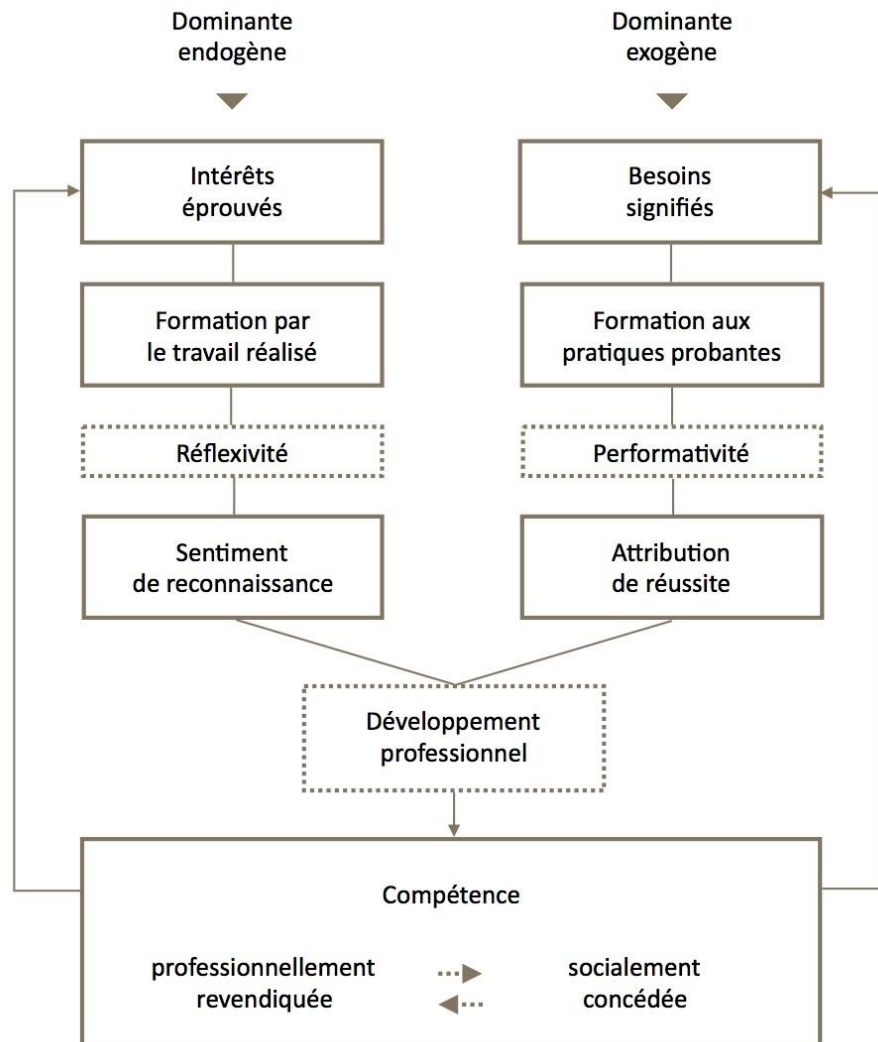 Dominante
endogène
Dominante
exogène
Intérêts
éprouvés
Besoins
signifiés
Formation par
le travail réalisé
Formation aux
pratiques probantes
Réflexivité
Performativité
Sentiment
de reconnaissance
Attribution
de réussite
Développement
professionnel
Compétence
professionnellement
revendiquée
socialement
concédée